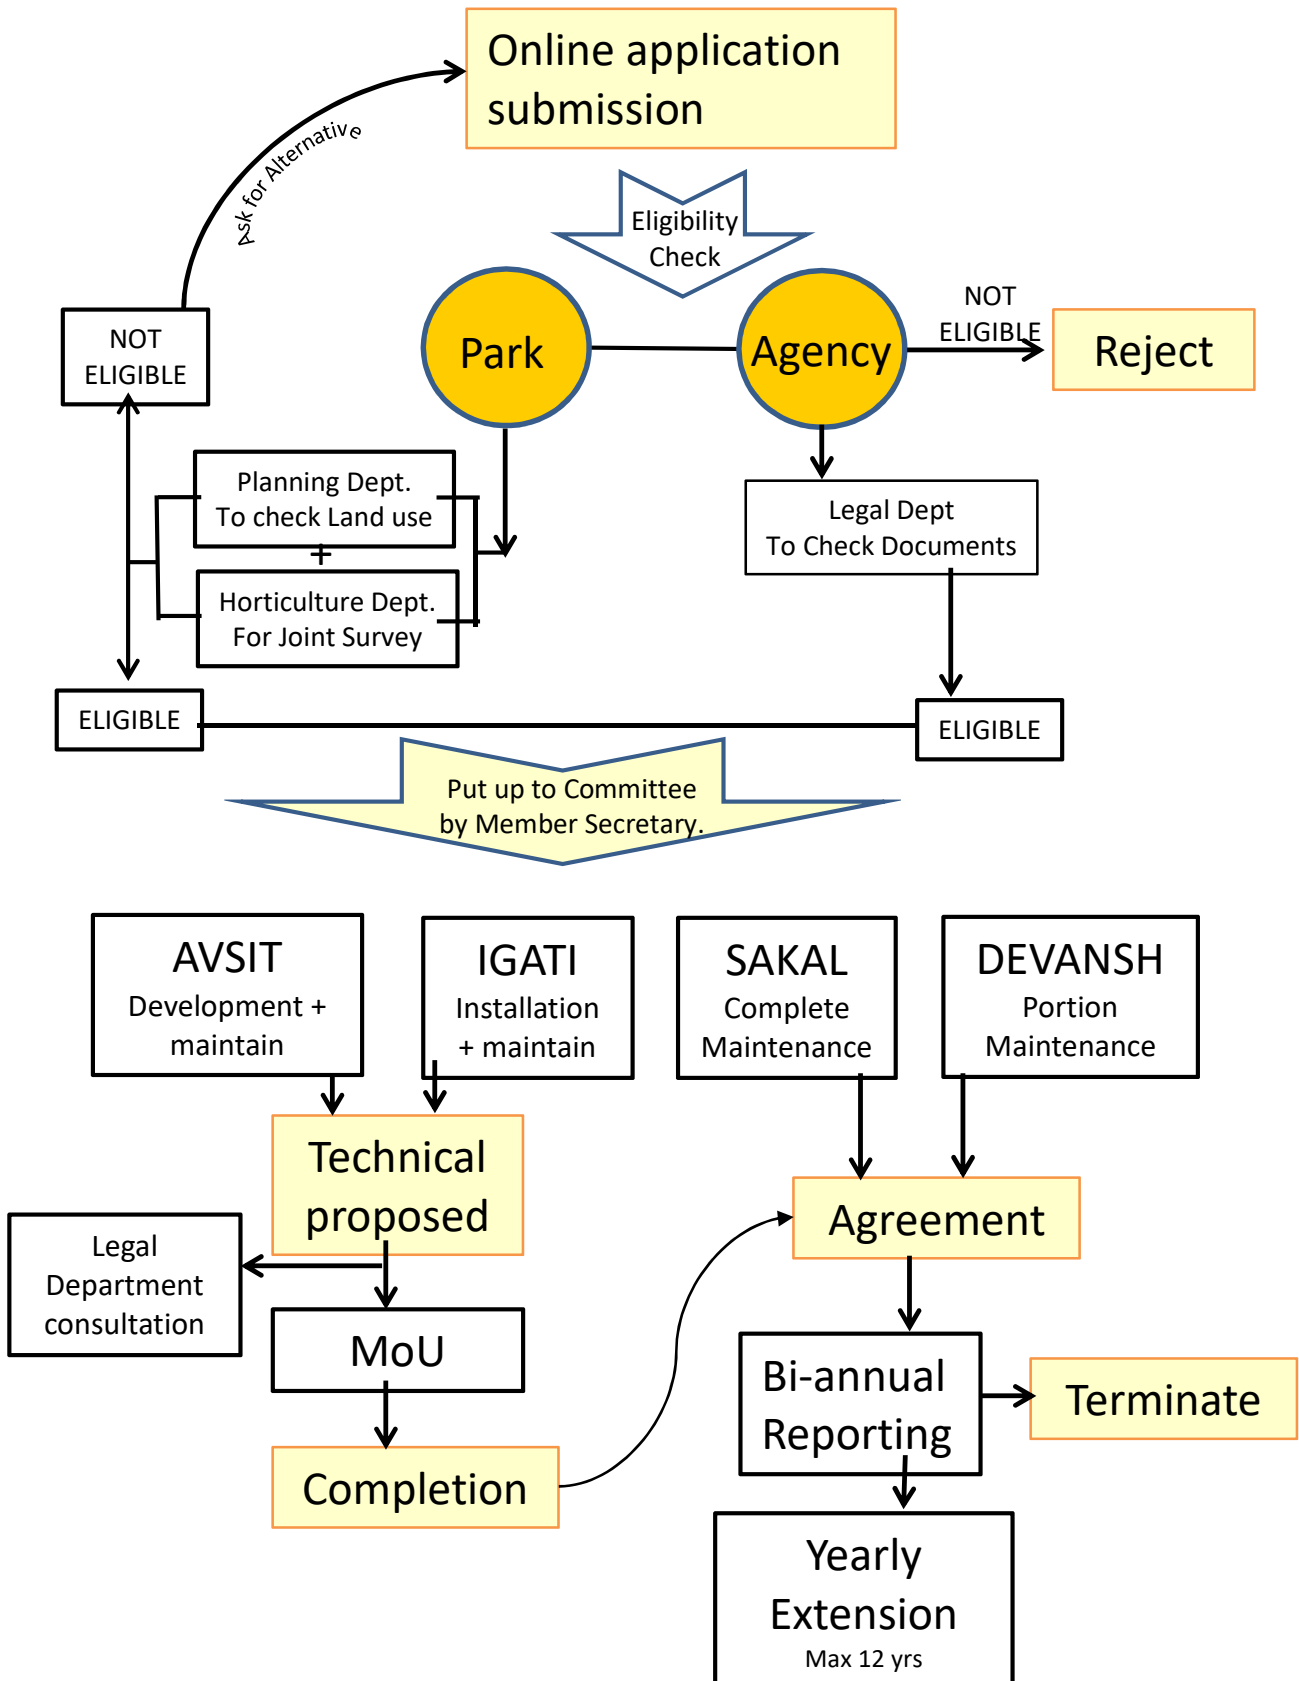 Online application
submission
Ask for Alternative
Eligibility
Check
NOT
ELIGIBLE
Park
Agency
NOT
ELIGIBLE
Reject
Planning Dept.
To check Land use
+
Horticulture Dept.
For Joint Survey
Legal Dept
To Check Documents
ELIGIBLE
ELIGIBLE
Put up to Committee
by Member Secretary.
AVSIT
Development +
maintain
IGATI
Installation
+ maintain
SAKAL
Complete
Maintenance
DEVANSH
Portion
Maintenance
Technical
proposed
Agreement
Legal
Department
consultation
MoU
Bi-annual
Reporting
Terminate
Completion
Yearly
Extension
Max 12 yrs